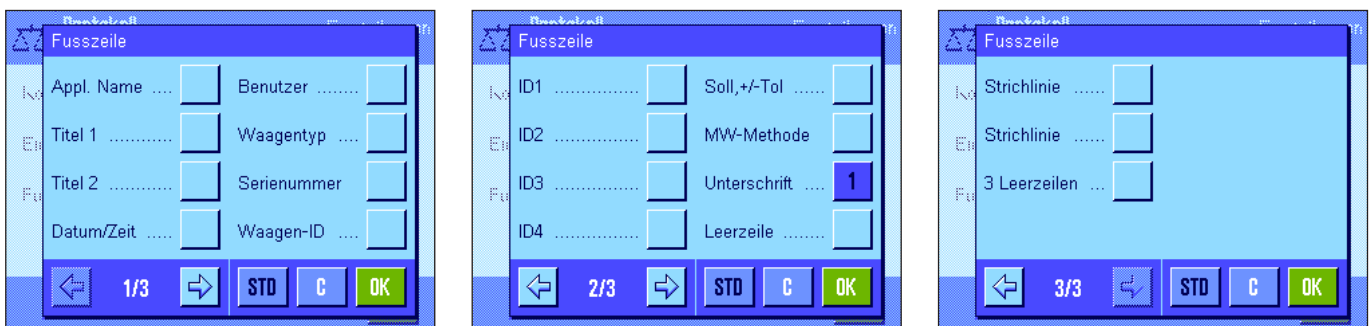 Fusszeile
Appl. Name .... Benutzer ........
Titel 1 ............ Waagentyp ....
Titel 2 ............ Serienummer
Datum/Zeit ..... Waagen-ID ....
1/3 STD C OK
Fusszeile
ID1 ................ Soll,+/-Tol ......
ID2 ................ MW-Methode
ID3 ................ Unterschrift .... 1
ID4 ................ Leerzeile ........
2/3 STD C OK
Fusszeile
Strichlinie ......
Strichlinie ......
3 Leerzeilen ...
3/3 STD C OK